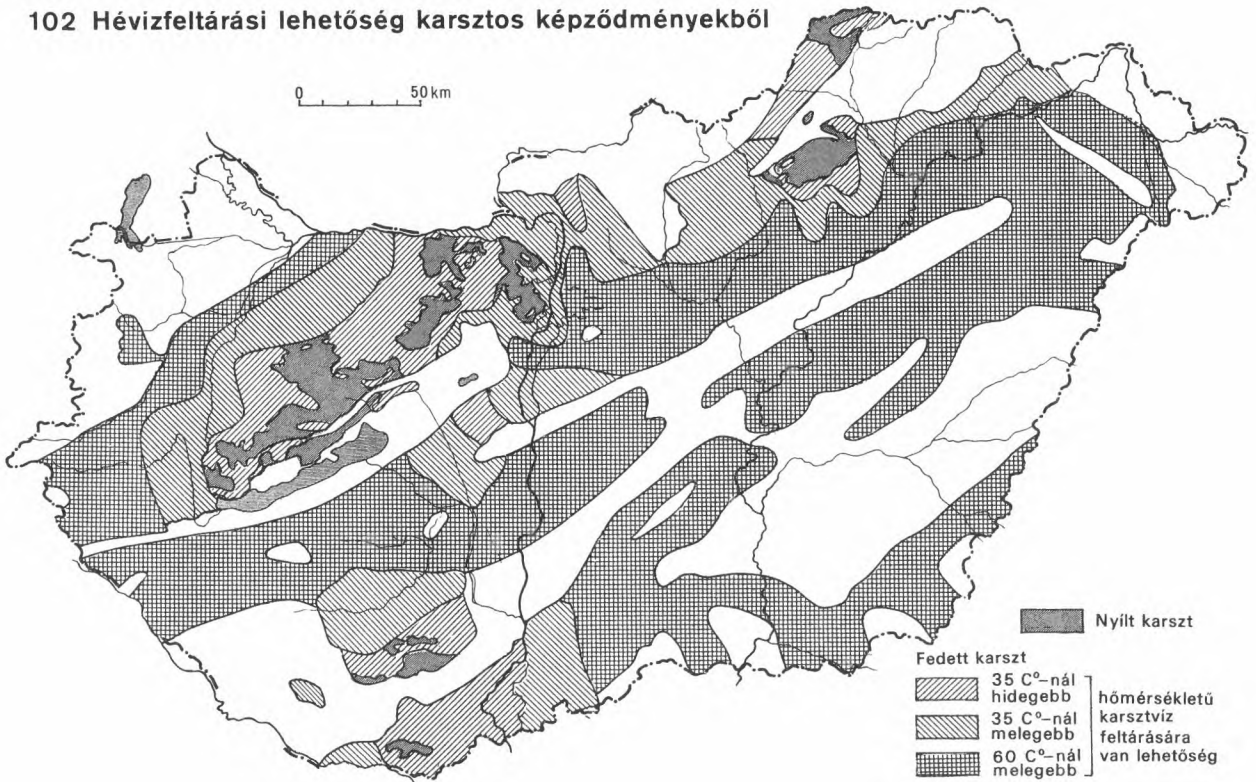 102 Hévízfeltárási lehetőség karsztos képződményekből
0 50 km
Nyílt karszt
Fedett karszt
35 C°-nál
hidegebb
35 C°-nál
melegebb
60 C°-nál
melegebb
hőmérsékletű
karsztvíz
feltárására
van lehetőség